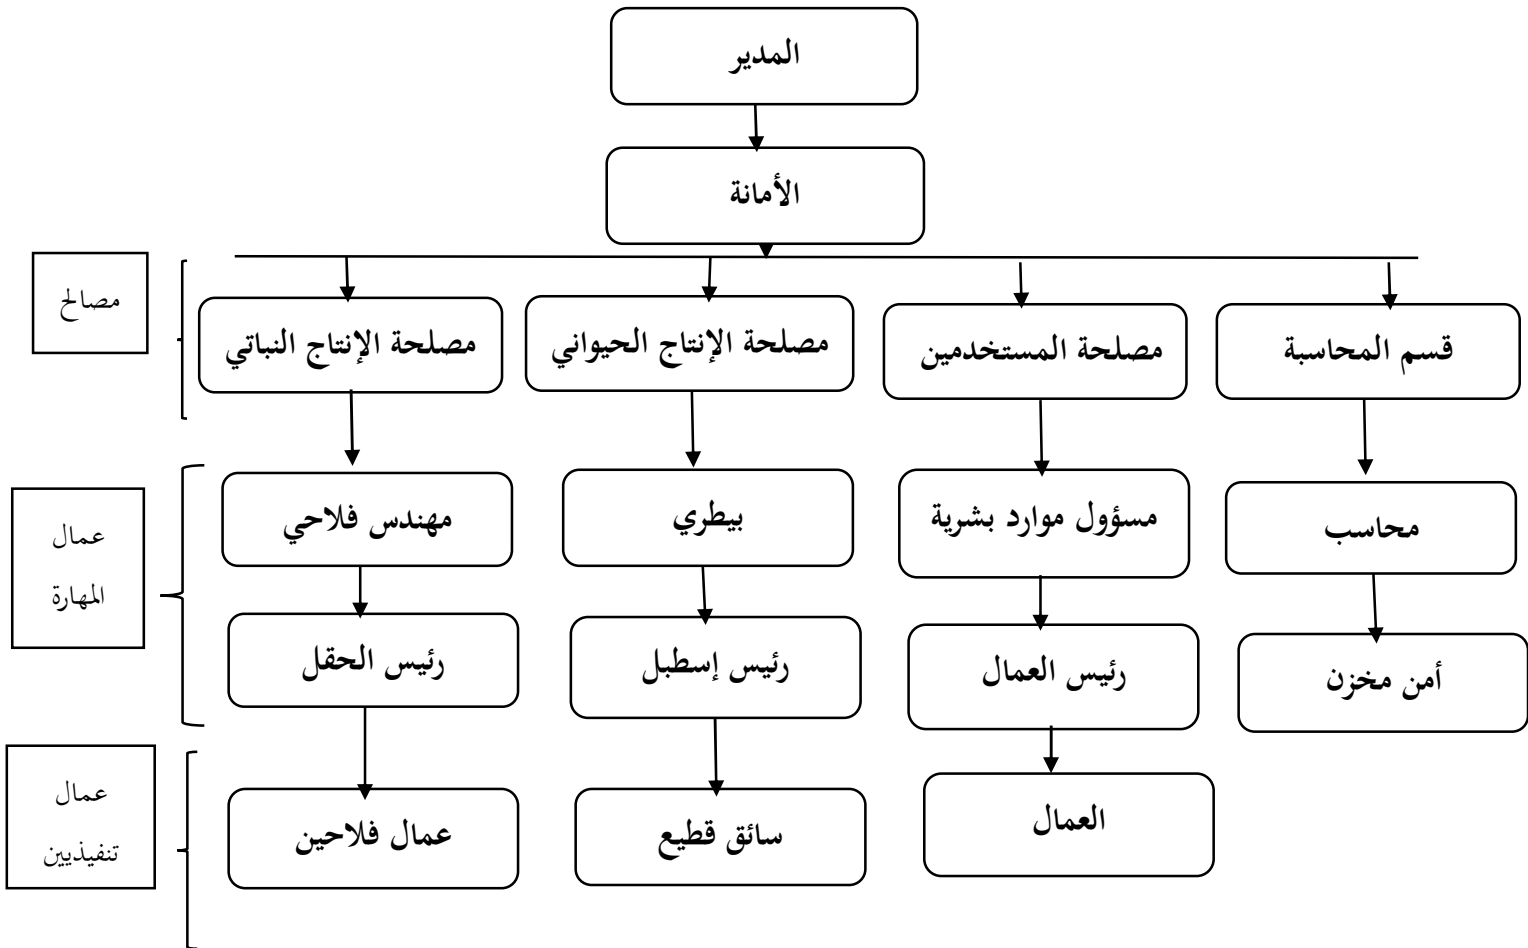 المدير
الأمانة
قسم المحاسبة
مصلحة المستخدمين
مصلحة الإنتاج الحيواني
مصلحة الإنتاج النباتي
مصالح
محاسب
مسؤول موارد بشرية
بيطري
مهندس فلاحي
عمال
المهارة
أمن مخزن
رئيس العمال
رئيس إسطبل
رئيس الحقل
العمال
سائق قطيع
عمال فلاحين
عمال
تنفيذيين